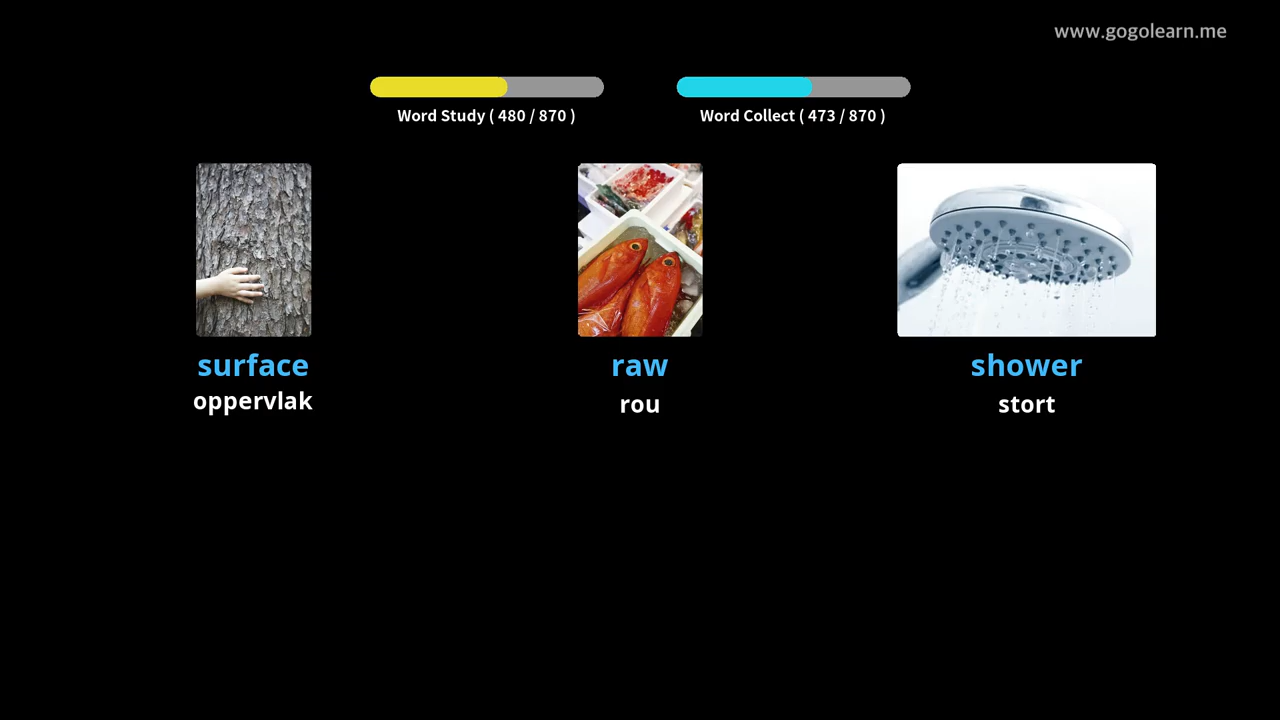 www.gogolearn.me
Word Study ( 480 / 870 )
Word Collect ( 473 / 870 )
surface
oppervlak
raw
rou
shower
stort